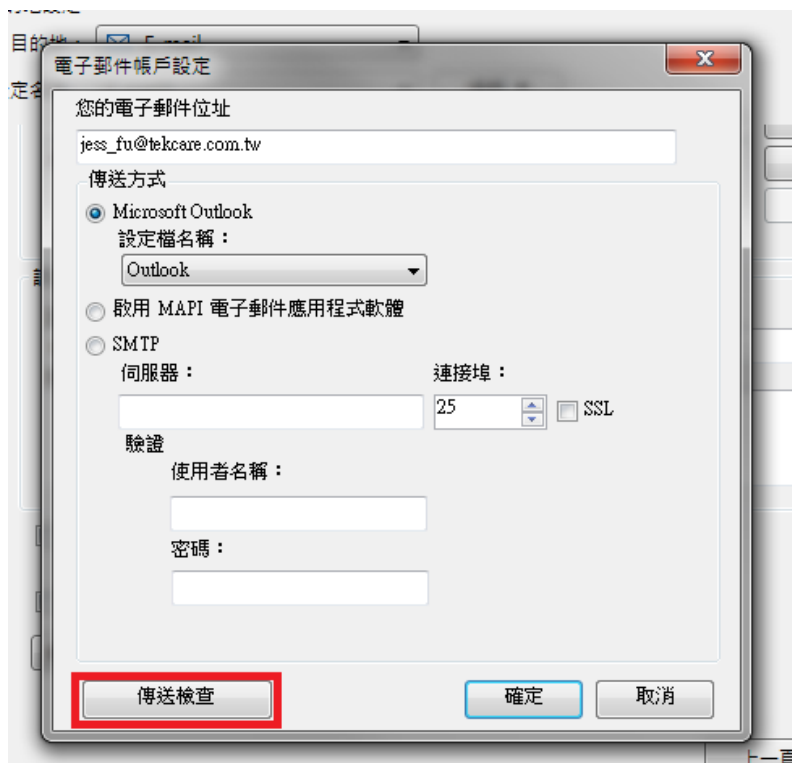 目的地： E-mail
電子郵件帳戶設定
您的電子郵件位址
jess_fu@tekcare.com.tw
傳送方式
Microsoft Outlook
設定檔名稱：
Outlook
啟用 MAPI 電子郵件應用程式軟體
SMTP
伺服器：
連接埠：
25
SSL
驗證
使用者名稱：
密碼：
傳送檢查
確定
取消
上一頁